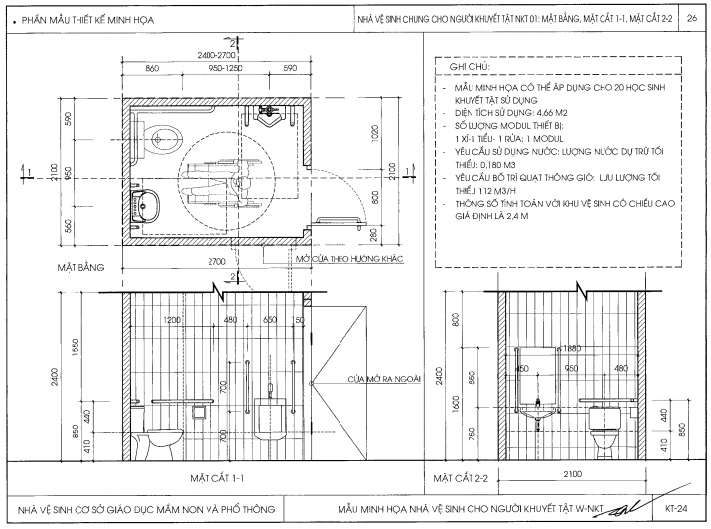 • PHẦN MẪU THIẾT KẾ MINH HỌA
NHÀ VỆ SINH CHUNG CHO NGƯỜI KHUYẾT TẬT NKT 01: MẶT BẰNG, MẶT CẮT 1-1, MẶT CẮT 2-2
26
2
2400-2700
860
950-1250
590
590
950
560
2100
1
1020
800
280
2100
1
MỞ CỬA THEO HƯỚNG KHÁC
MẶT BẰNG
2700
2
GHI CHÚ:
- MẪU MINH HỌA CÓ THỂ ÁP DỤNG CHO 20 HỌC SINH
KHUYẾT TẬT SỬ DỤNG
- DIỆN TÍCH SỬ DỤNG: 4,66 M2
- SỐ LƯỢNG MODUL THIẾT BỊ:
1 XÍ-1 TIỂU- 1 RỬA: 1 MODUL
- YÊU CẦU SỬ DỤNG NƯỚC: LƯỢNG NƯỚC DỰ TRỮ TỐI
THIỂU: 0,180 M3
- YÊU CẦU BỐ TRÍ QUẠT THÔNG GIÓ: LƯU LƯỢNG TỐI
THIỂU 112 M3/H
- THÔNG SỐ TÍNH TOÁN VỚI KHU VỆ SINH CÓ CHIỀU CAO
GIẢ ĐỊNH LÀ 2,4 M
1200
480
650
150
1550
2400
850
440
410
700
700
CỬA MỞ RA NGOÀI
MẶT CẮT 1-1
800
2400
1600
860
750
1880
450
950
480
440
410
850
2100
MẶT CẮT 2-2
NHÀ VỆ SINH CƠ SỞ GIÁO DỤC MẦM NON VÀ PHỔ THÔNG
MẪU MINH HỌA NHÀ VỆ SINH CHO NGƯỜI KHUYẾT TẬT W-NKT
KT-24